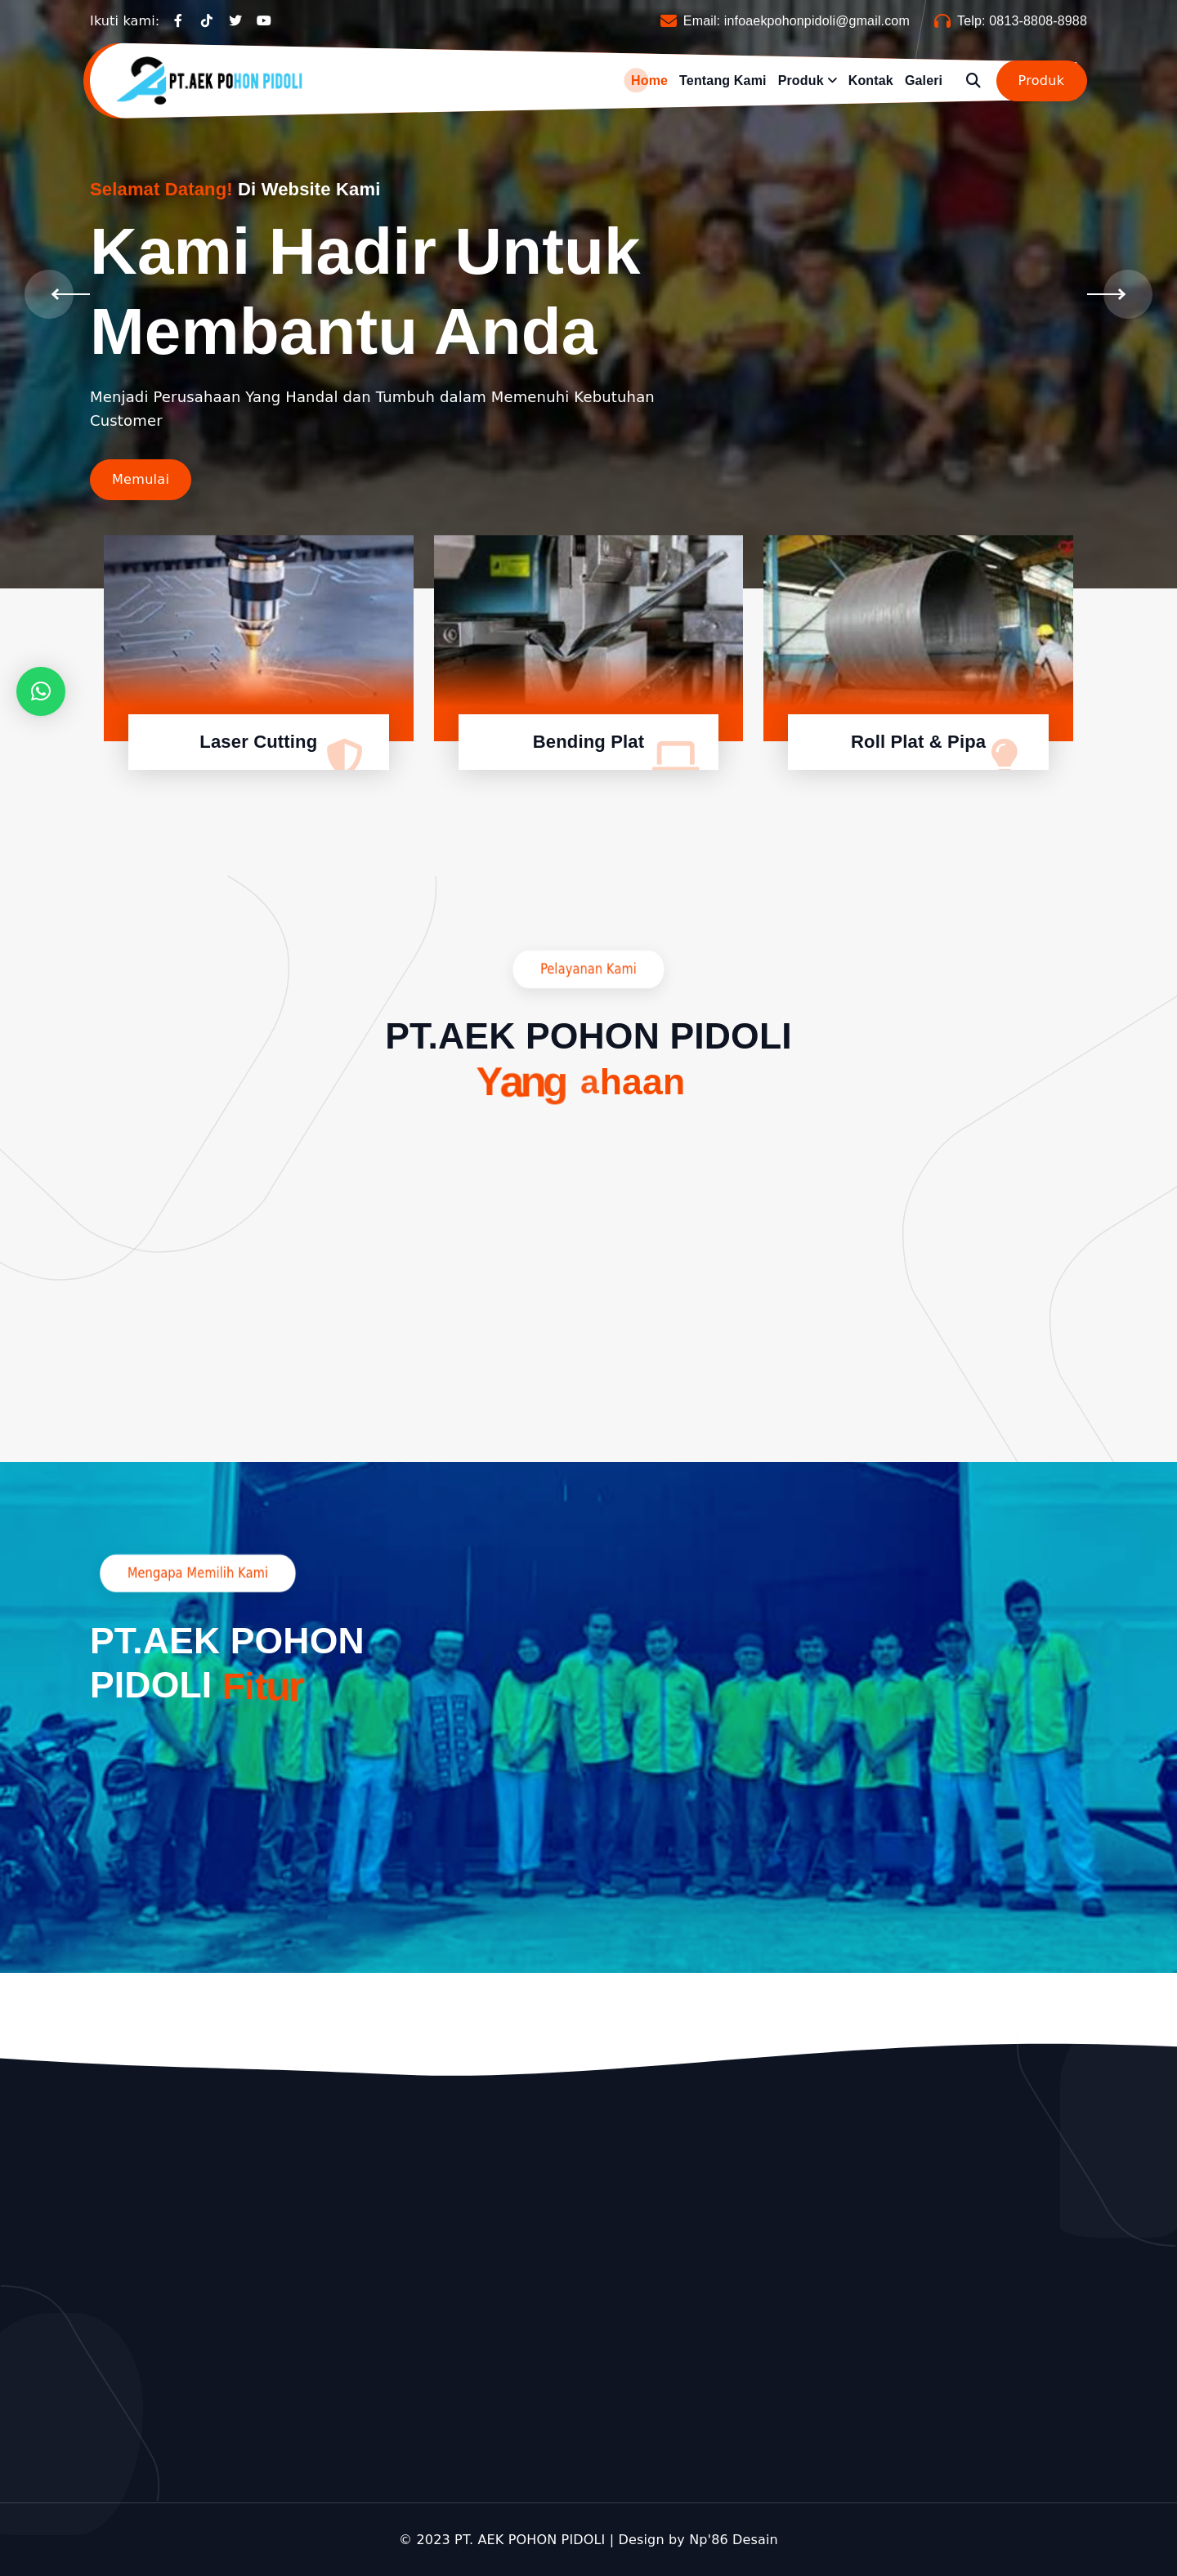 Ikuti kami:
Email: infoaekpohonpidoli@gmail.com
Telp: 0813-8808-8988
PT.AEK POHON PIDOLI
Home
Tentang Kami
Produk
Kontak
Galeri
Produk
Selamat Datang! Di Website Kami
Kami Hadir Untuk
Membantu Anda
Menjadi Perusahaan Yang Handal dan Tumbuh dalam Memenuhi Kebutuhan
Customer
Memulai
Laser Cutting
Bending Plat
Roll Plat & Pipa
Pelayanan Kami
PT.AEK POHON PIDOLI
Yang ahaan
Mengapa Memilih Kami
PT.AEK POHON
PIDOLI Fitur
© 2023 PT. AEK POHON PIDOLI | Design by Np'86 Desain